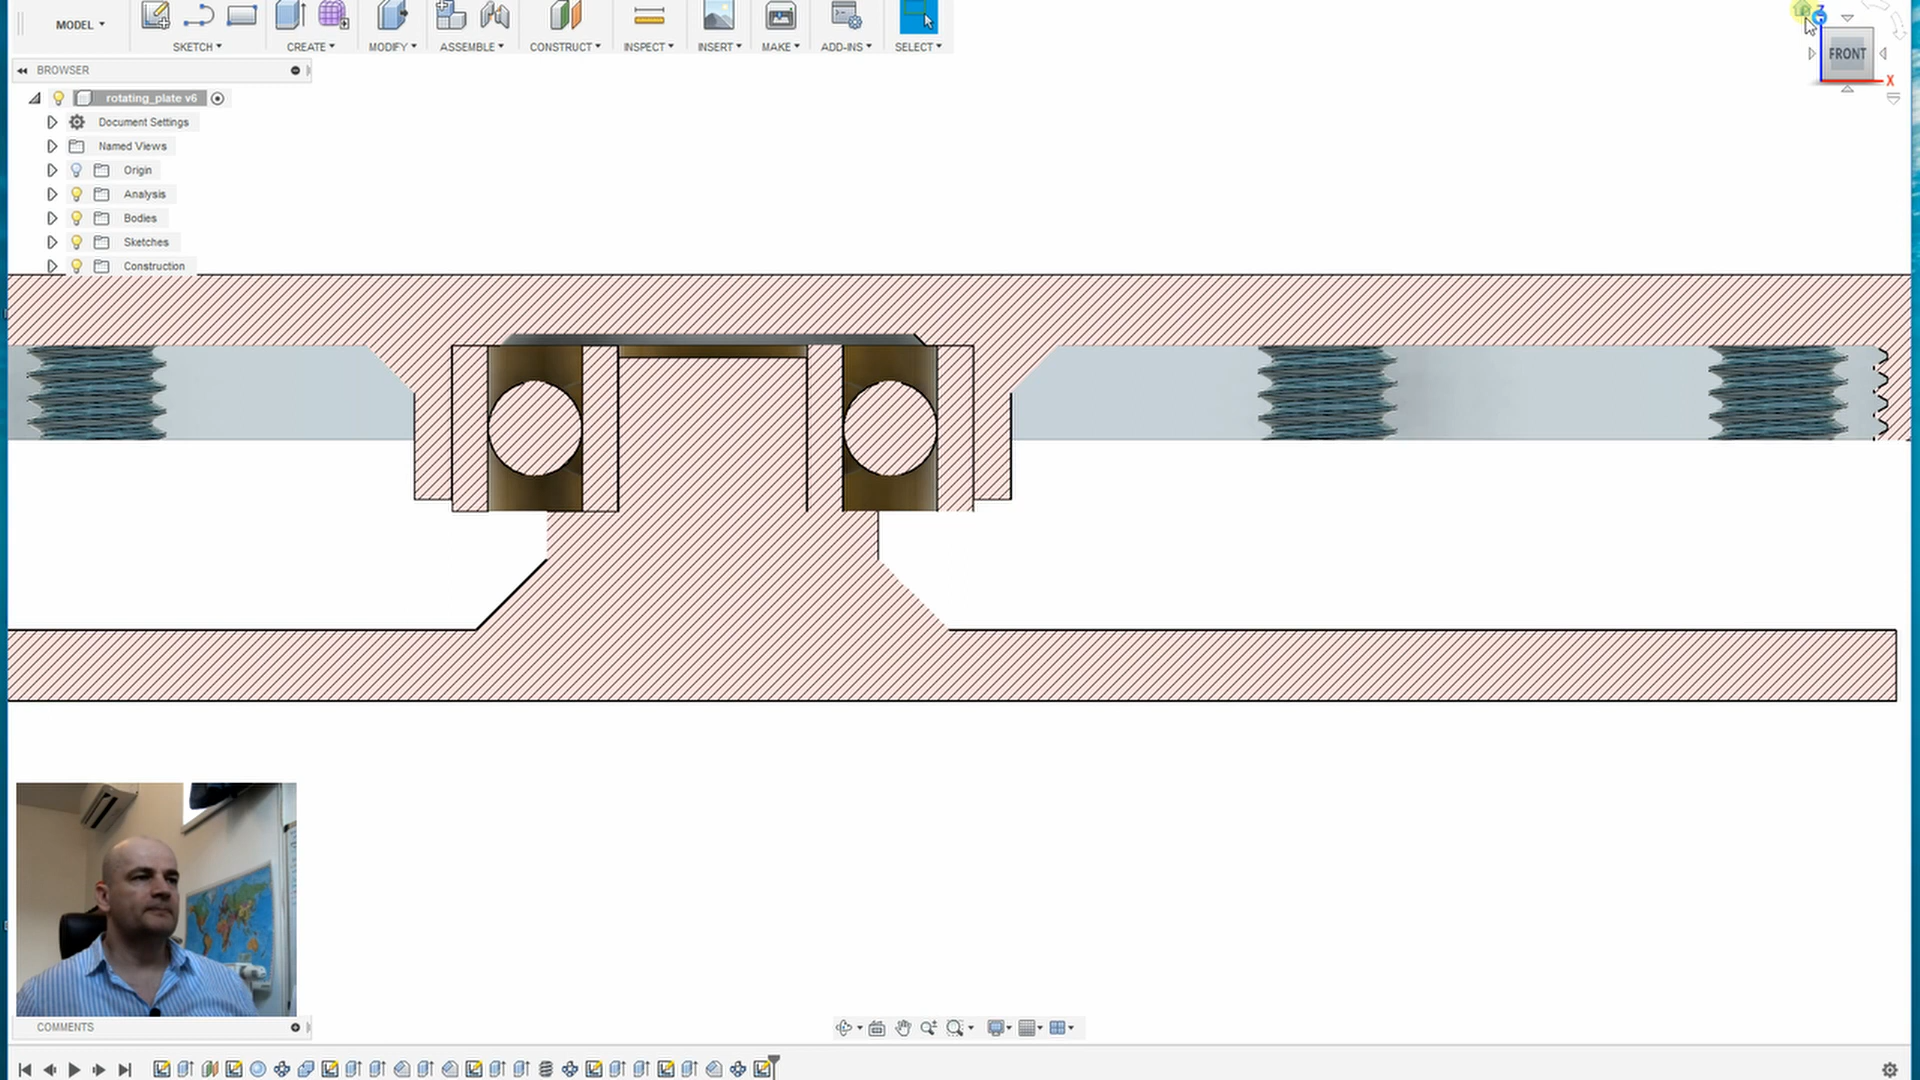 MODEL
SKETCH
CREATE
MODIFY
ASSEMBLE
CONSTRUCT
INSPECT
INSERT
MAKE
ADD-INS
SELECT
Z
FRONT
X
BROWSER
rotating_plate v6
Document Settings
Named Views
Origin
Analysis
Bodies
Sketches
Construction
COMMENTS